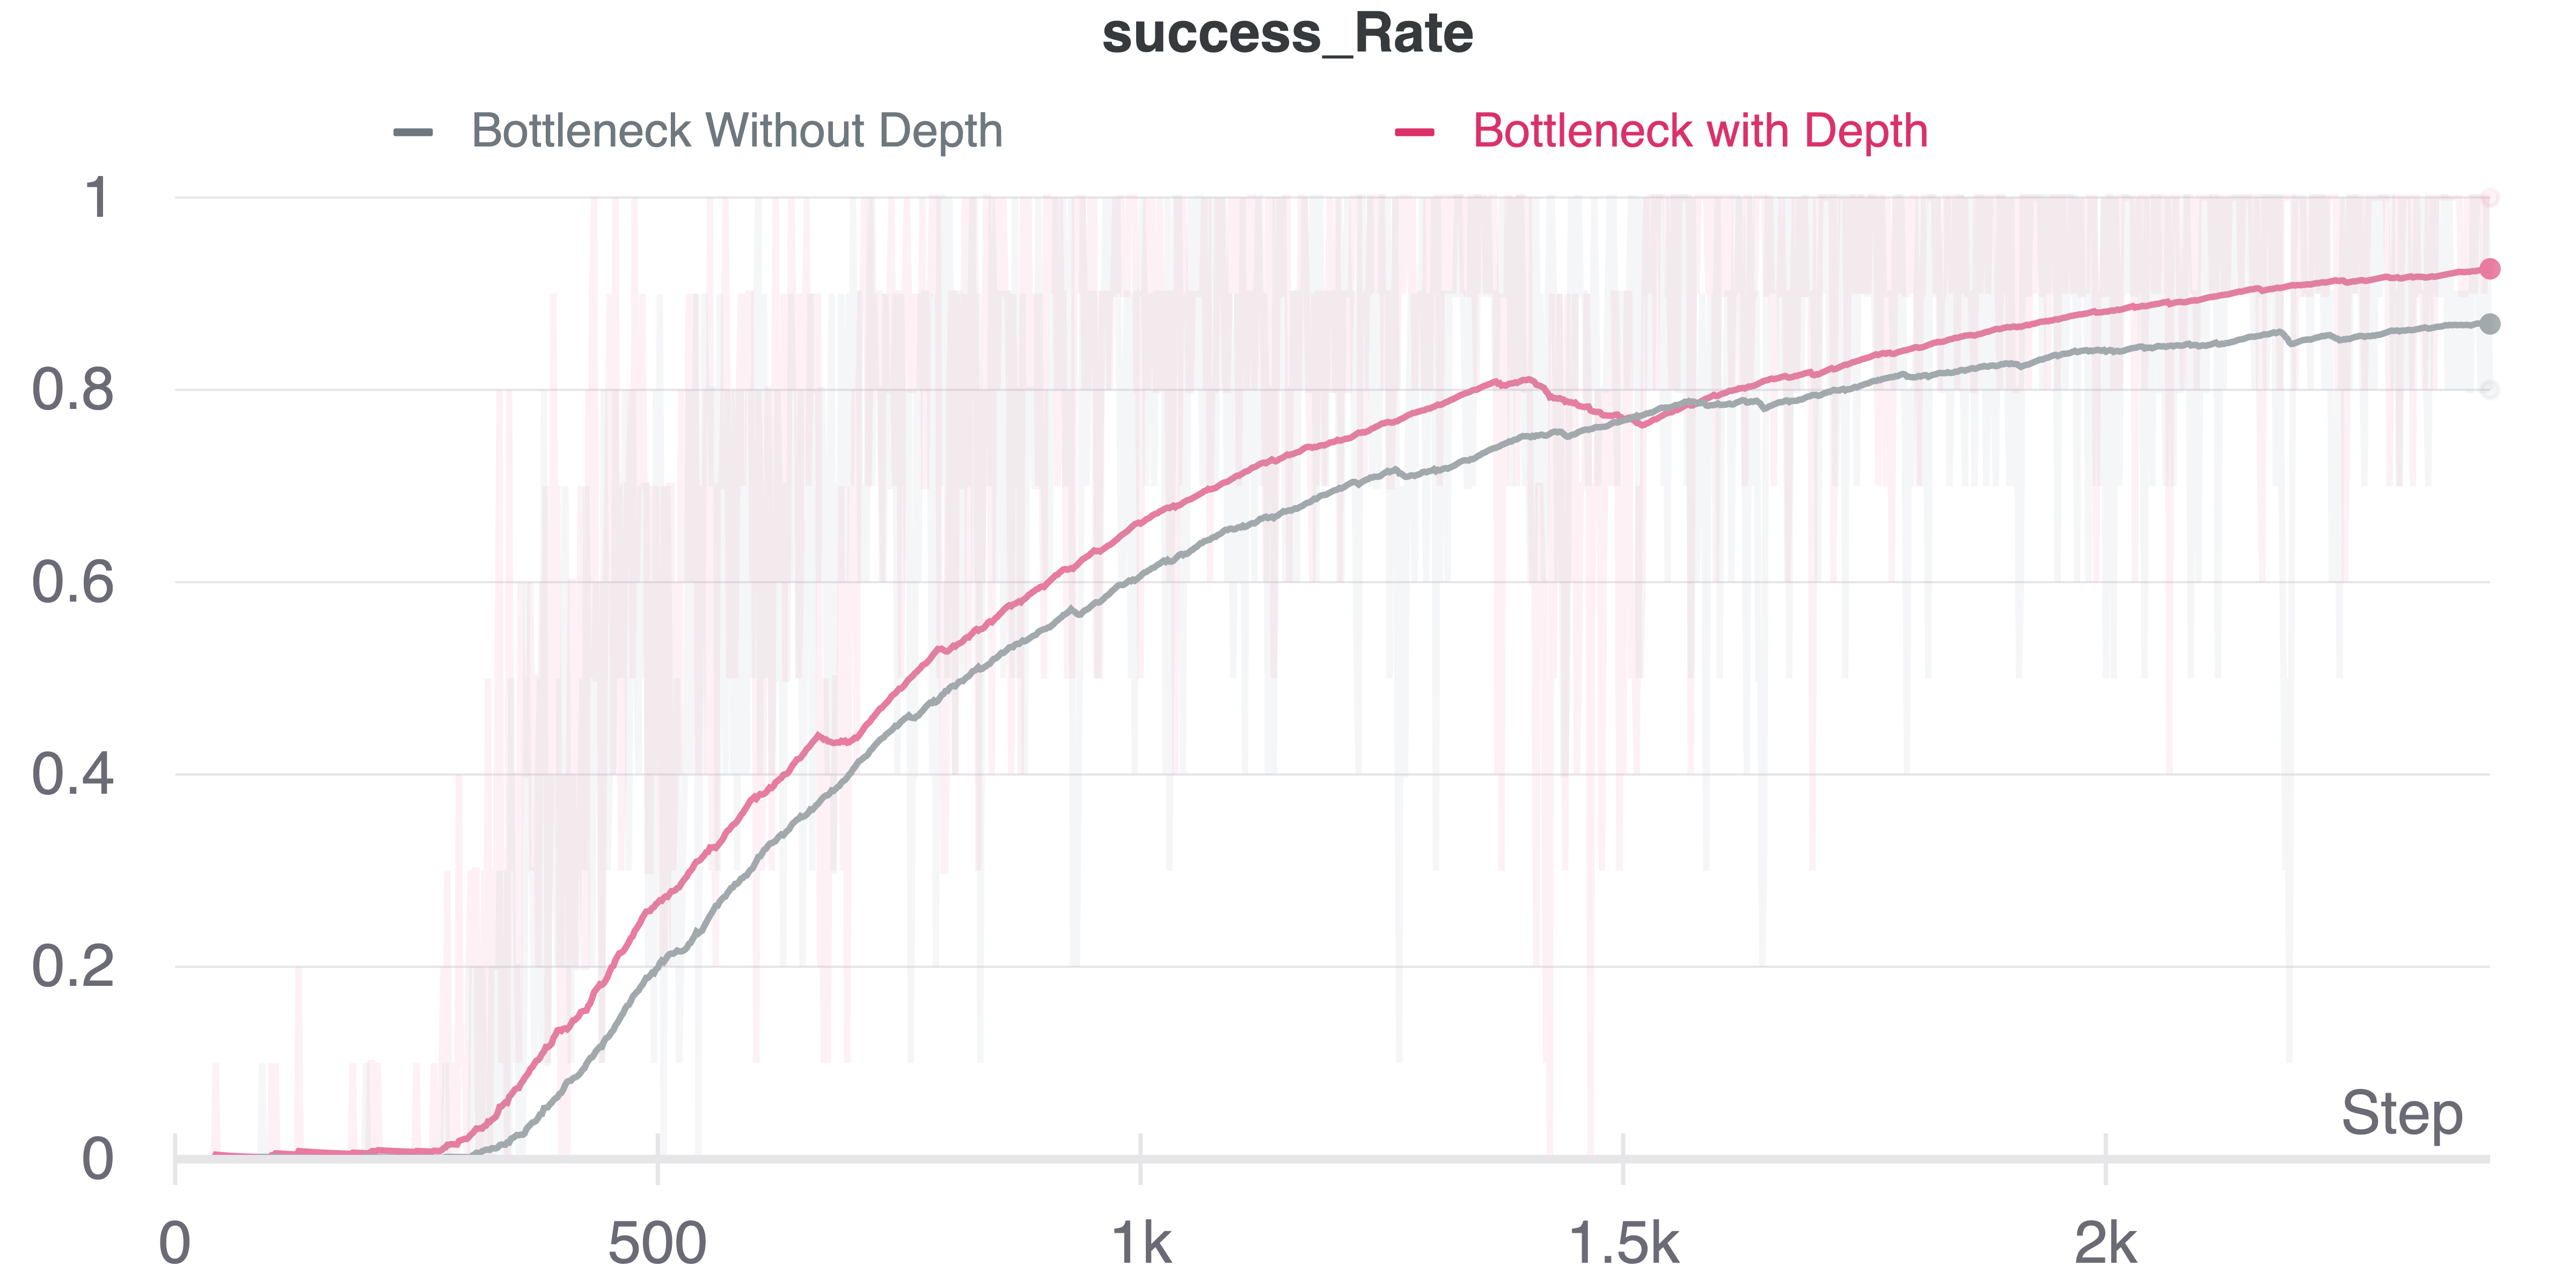 success_Rate
Bottleneck Without Depth
Bottleneck with Depth
1
0.8
0.6
0.4
0.2
0
Step
0 500 1k 1.5k 2k